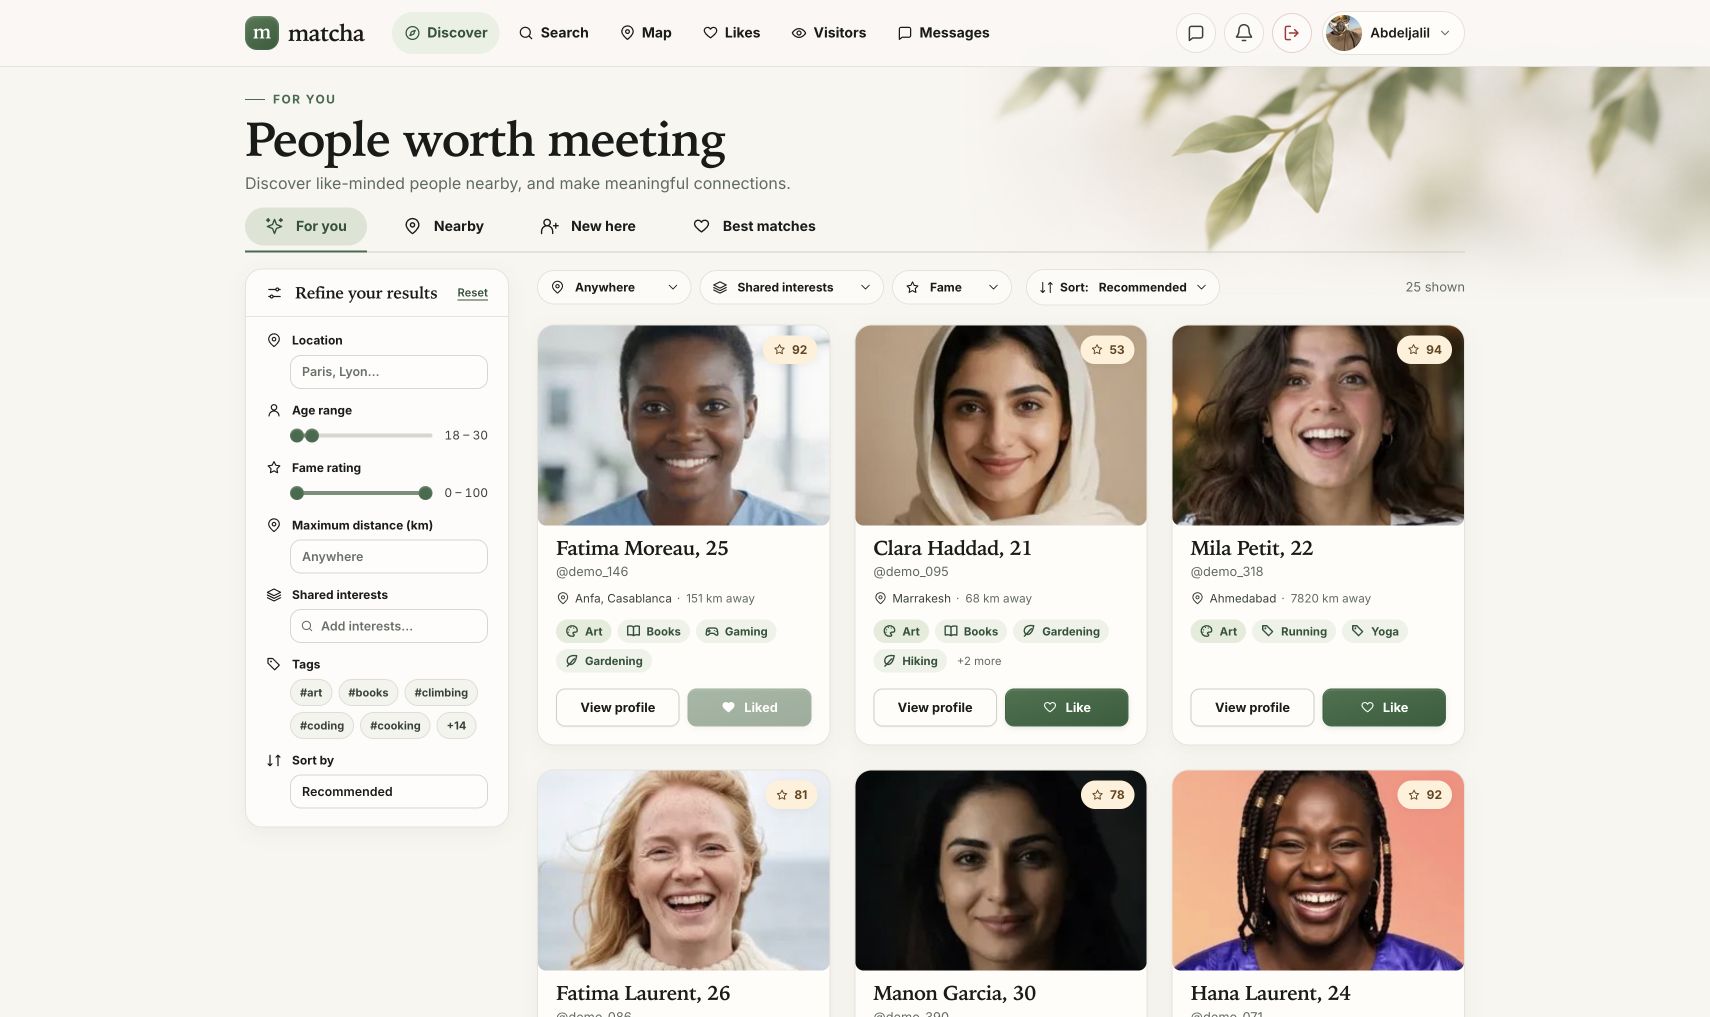 m matcha Discover Search Map Likes Visitors Messages Abdeljalil
FOR YOU
People worth meeting
Discover like-minded people nearby, and make meaningful connections.
For you Nearby New here Best matches
Refine your results Reset
Location
Paris, Lyon...
Age range
18 – 30
Fame rating
0 – 100
Maximum distance (km)
Anywhere
Shared interests
Add interests...
Tags
#art #books #climbing
#coding #cooking +14
Sort by
Recommended
Anywhere Shared interests Fame Sort: Recommended 25 shown
92
Fatima Moreau, 25
@demo_146
Anfa, Casablanca · 151 km away
Art Books Gaming
Gardening
View profile Liked
53
Clara Haddad, 21
@demo_095
Marrakesh · 68 km away
Art Books Gardening
Hiking +2 more
View profile Like
94
Mila Petit, 22
@demo_318
Ahmedabad · 7820 km away
Art Running Yoga
View profile Like
81
Fatima Laurent, 26
@demo_086
78
Manon Garcia, 30
@demo_390
92
Hana Laurent, 24
@demo_071